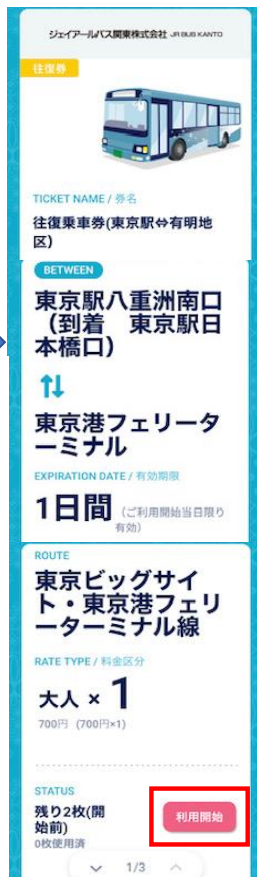 ジェイアールバス関東株式会社 JR BUS KANTO
往復券
TICKET NAME / 券名
往復乗車券(東京駅⇔有明地
区)
BETWEEN
東京駅八重洲南口
（到着　東京駅日
本橋口）
東京港フェリータ
ーミナル
EXPIRATION DATE / 有効期限
1日間 （ご利用開始当日限り
有効）
ROUTE
東京ビッグサイ
ト・東京港フェリ
ーターミナル線
RATE TYPE / 料金区分
大人 × 1
700円 (700円×1)
STATUS
残り2枚(開
始前)
利用開始
0枚使用済
1/3